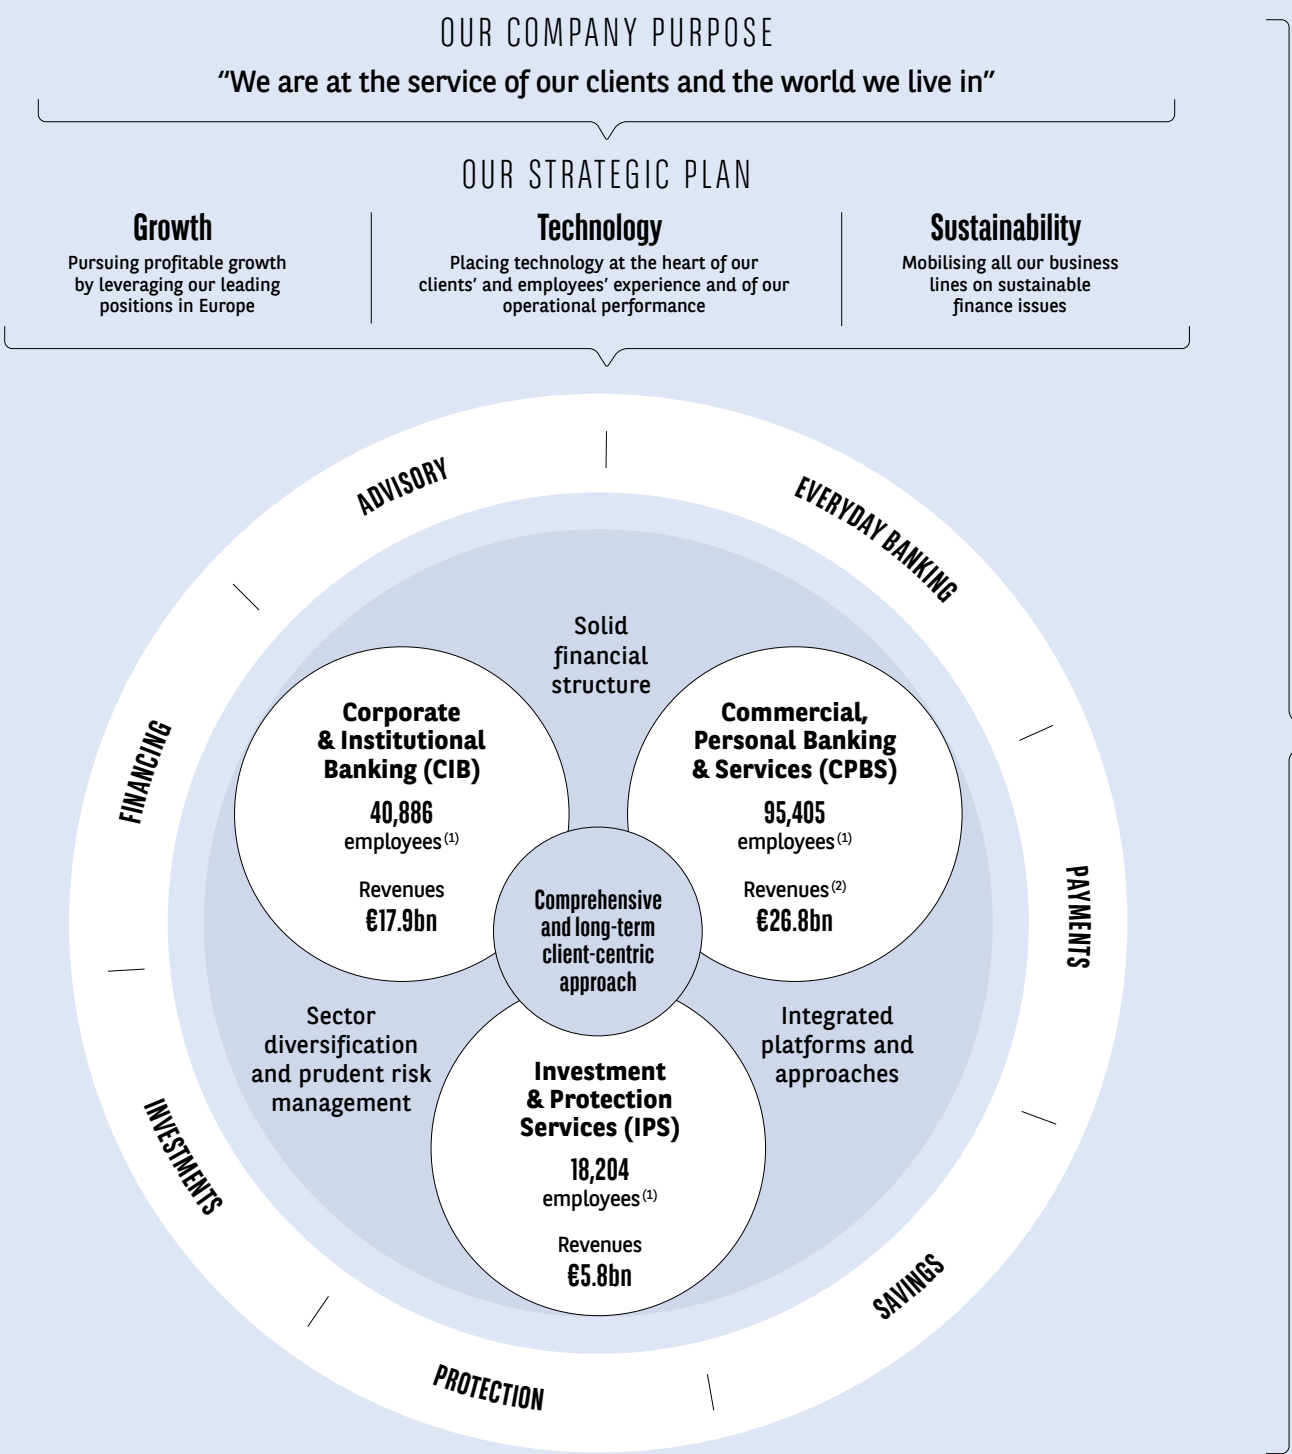 OUR COMPANY PURPOSE
“We are at the service of our clients and the world we live in”
OUR STRATEGIC PLAN
Growth
Pursuing profitable growth
by leveraging our leading
positions in Europe
Technology
Placing technology at the heart of our
clients’ and employees’ experience and of our
operational performance
Sustainability
Mobilising all our business
lines on sustainable
finance issues
ADVISORY
EVERYDAY BANKING
PAYMENTS
SAVINGS
PROTECTION
INVESTMENTS
FINANCING
Solid
financial
structure
Corporate
& Institutional
Banking (CIB)
40,886
employees (1)
Revenues
€17.9bn
Commercial,
Personal Banking
& Services (CPBS)
95,405
employees (1)
Revenues (2)
€26.8bn
Comprehensive
and long-term
client-centric
approach
Sector
diversification
and prudent risk
management
Integrated
platforms and
approaches
Investment
& Protection
Services (IPS)
18,204
employees (1)
Revenues
€5.8bn